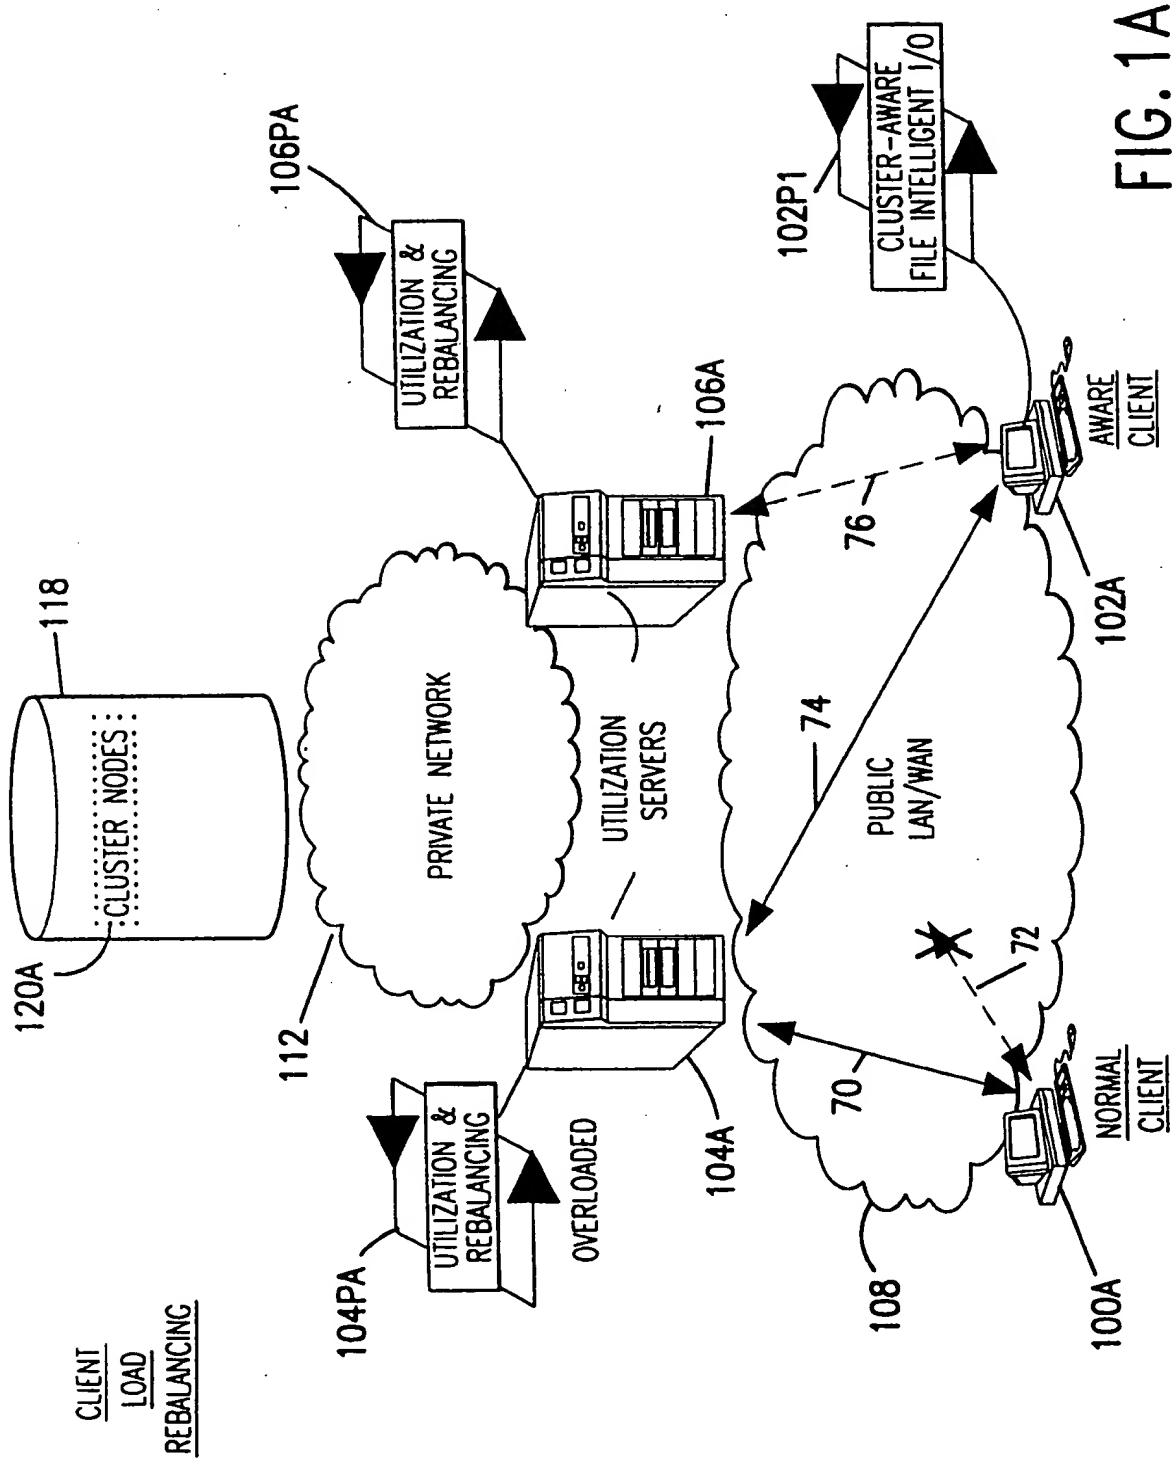 CLIENT
LOAD
REBALANCING
120A
CLUSTER NODES
118
112
PRIVATE NETWORK
104PA
UTILIZATION &
REBALANCING
OVERLOADED
106PA
UTILIZATION &
REBALANCING
104A
UTILIZATION
SERVERS
106A
108
70
72
PUBLIC
LAN/WAN
74
76
102P1
CLUSTER-AWARE
FILE INTELLIGENT I/O
100A
NORMAL
CLIENT
102A
AWARE
CLIENT
FIG. 1A